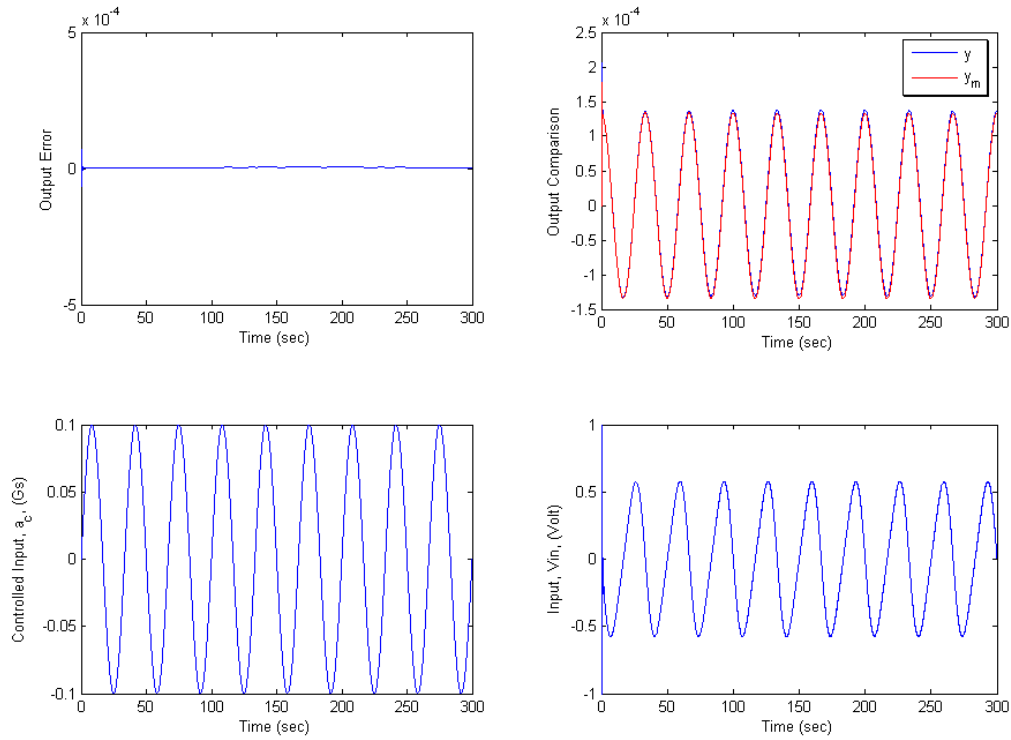 x 10⁻⁴
5
0
-5
Output Error
0 50 100 150 200 250 300
Time (sec)
x 10⁻⁴
2.5
2
1.5
1
0.5
0
-0.5
-1
-1.5
Output Comparison
y
yₘ
0 50 100 150 200 250 300
Time (sec)
0.1
0.05
0
-0.05
-0.1
Controlled Input, a_c, (Gs)
0 50 100 150 200 250 300
Time (sec)
1
0.5
0
-0.5
-1
Input, Vin, (Volt)
0 50 100 150 200 250 300
Time (sec)